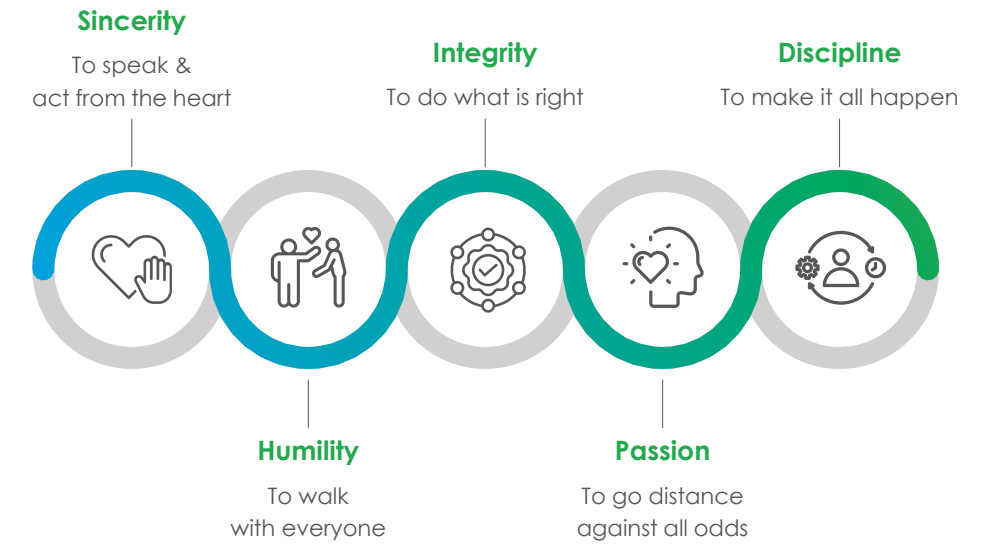 Sincerity
To speak &
act from the heart
Humility
To walk
with everyone
Integrity
To do what is right
Passion
To go distance
against all odds
Discipline
To make it all happen